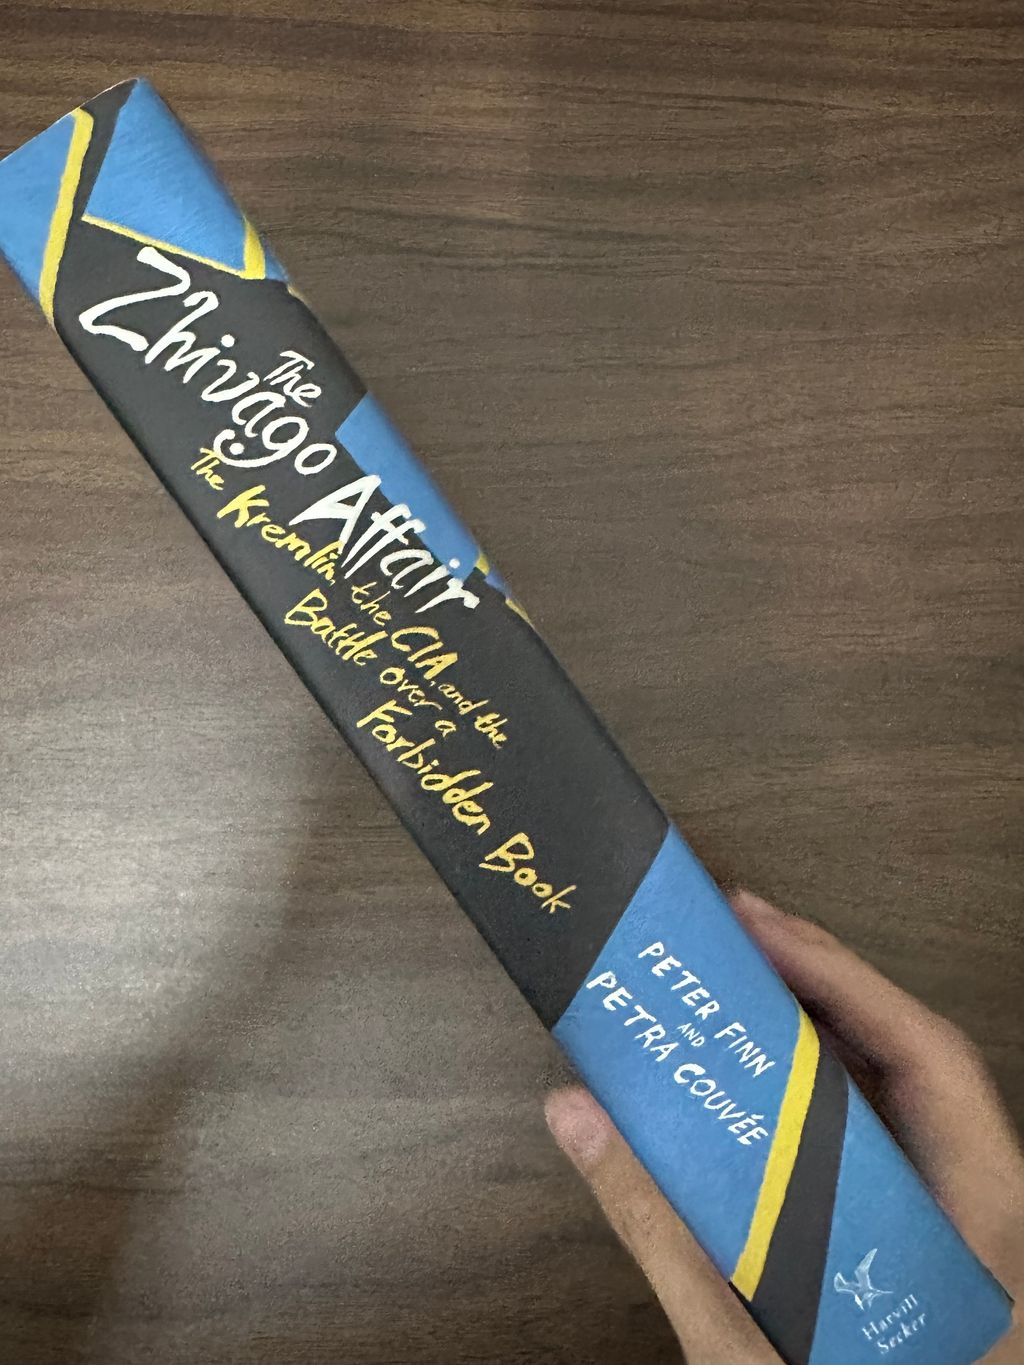 The
Zhivago
Affair
The Kremlin, the CIA, and the
Battle over a
Forbidden Book
PETER FINN
AND
PETRA COUVÉE
Harvill
Secker